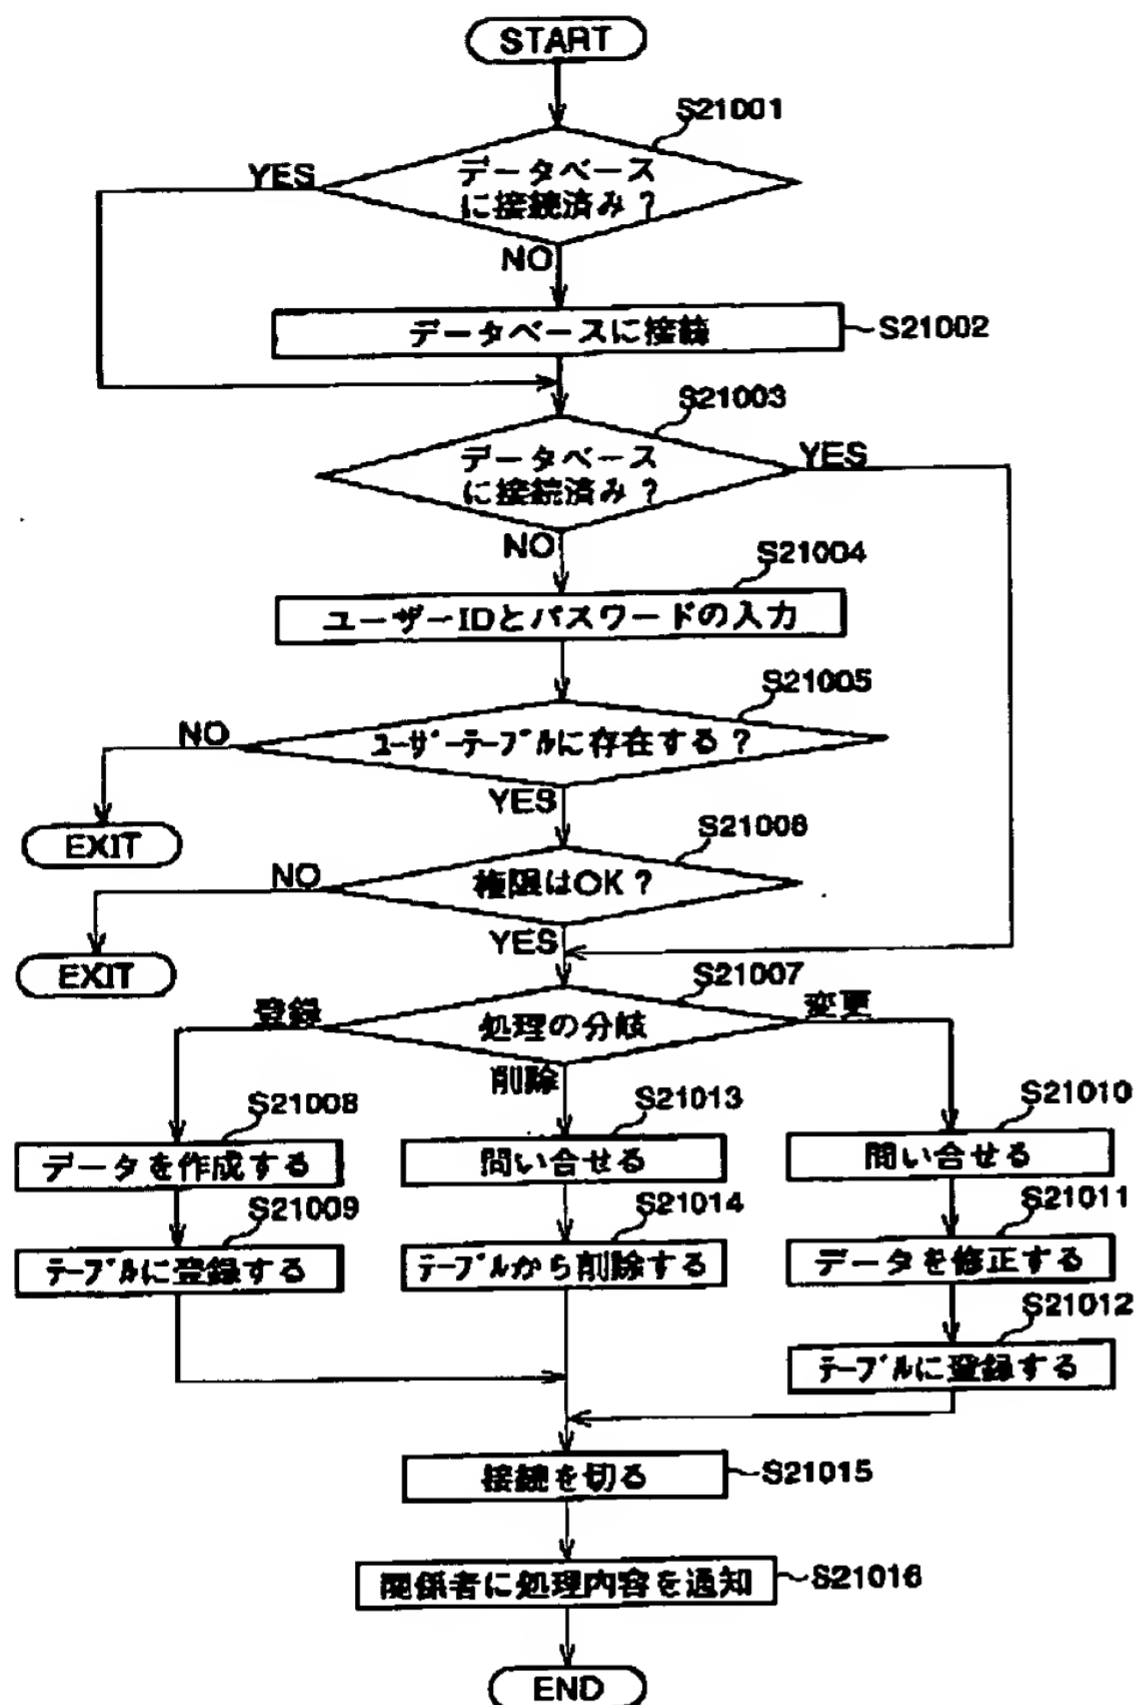 START
S21001
YES
データベース
に接続済み?
NO
データベースに接続
S21002
S21003
データベース
に接続済み?
YES
NO
S21004
ユーザーIDとパスワードの入力
S21005
NO
ユーザーテーブルに存在する?
YES
EXIT
S21006
NO
権限はOK?
YES
EXIT
S21007
登録
処理の分岐
変更
削除
S21008
S21013
S21010
データを作成する
問い合せる
問い合せる
S21009
S21014
S21011
テーブルに登録する
テーブルから削除する
データを修正する
S21012
テーブルに登録する
接続を切る
S21015
関係者に処理内容を通知
S21016
END